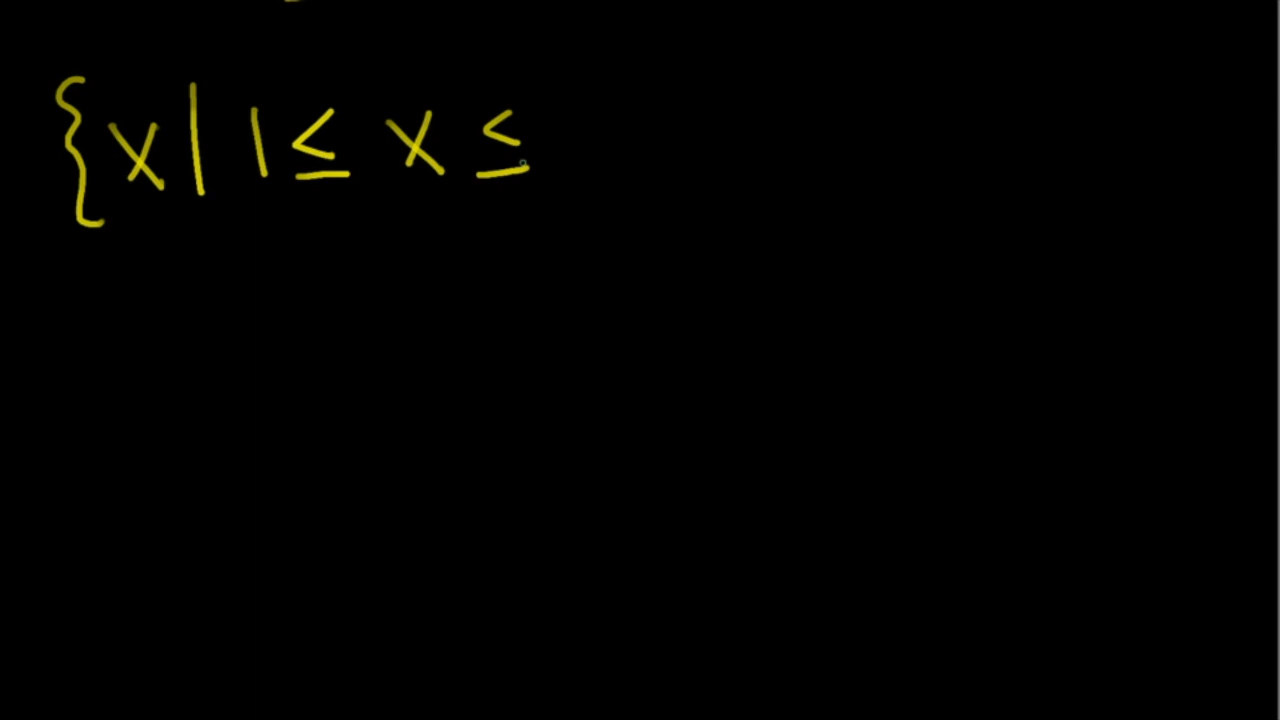 {x| 1 ≤ x ≤